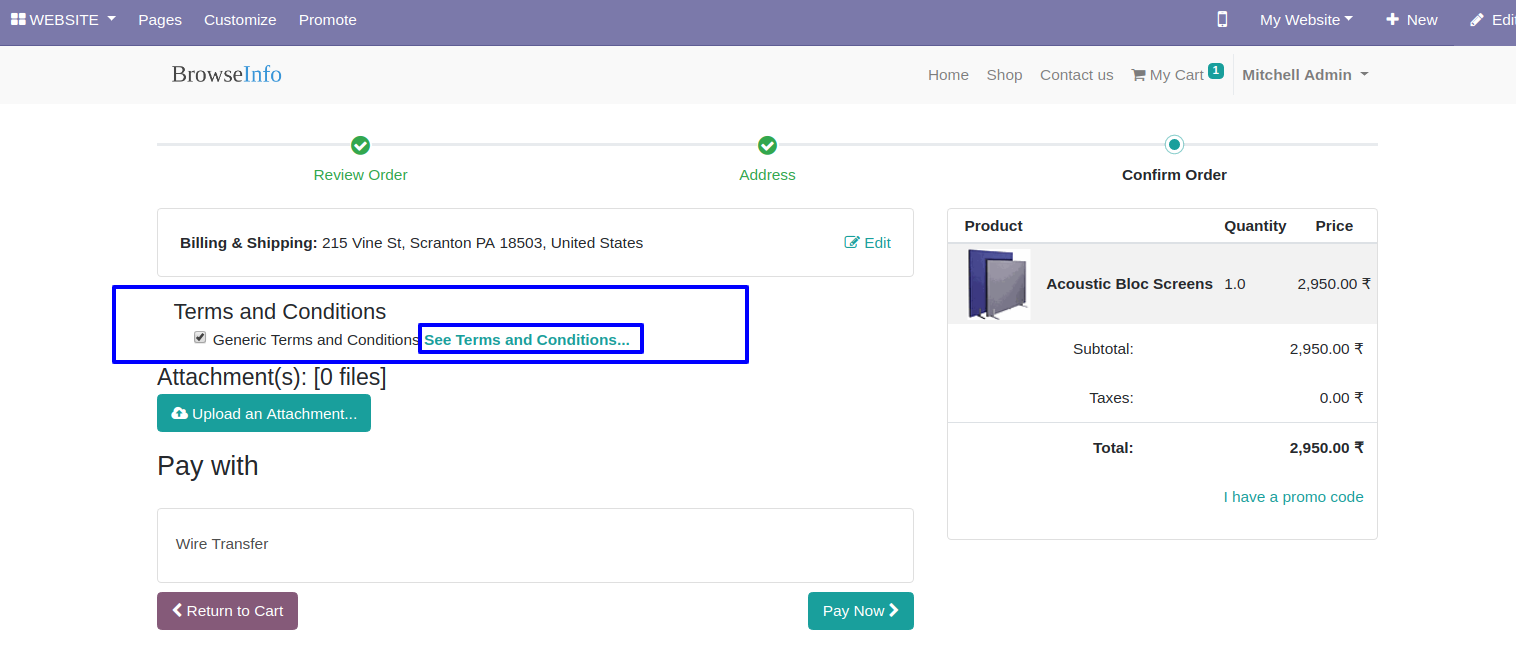 WEBSITE Pages Customize Promote My Website New Edit
BrowseInfo Home Shop Contact us My Cart 1 Mitchell Admin
Review Order Address Confirm Order
Billing & Shipping: 215 Vine St, Scranton PA 18503, United States Edit
Terms and Conditions
Generic Terms and Conditions See Terms and Conditions...
Attachment(s): [0 files]
Upload an Attachment...
Pay with
Wire Transfer
Return to Cart Pay Now
Product Quantity Price
Acoustic Bloc Screens 1.0 2,950.00 ₹
Subtotal: 2,950.00 ₹
Taxes: 0.00 ₹
Total: 2,950.00 ₹
I have a promo code